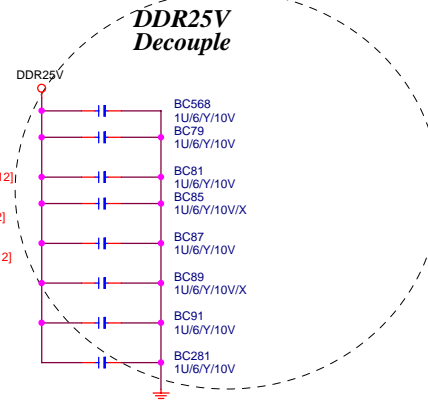 DDR25V
Decouple
DDR25V
BC568
1U/6/Y/10V
BC79
1U/6/Y/10V
BC81
1U/6/Y/10V
BC85
1U/6/Y/10V/X
BC87
1U/6/Y/10V
BC89
1U/6/Y/10V/X
BC91
1U/6/Y/10V
BC281
1U/6/Y/10V
12]
2]
2]